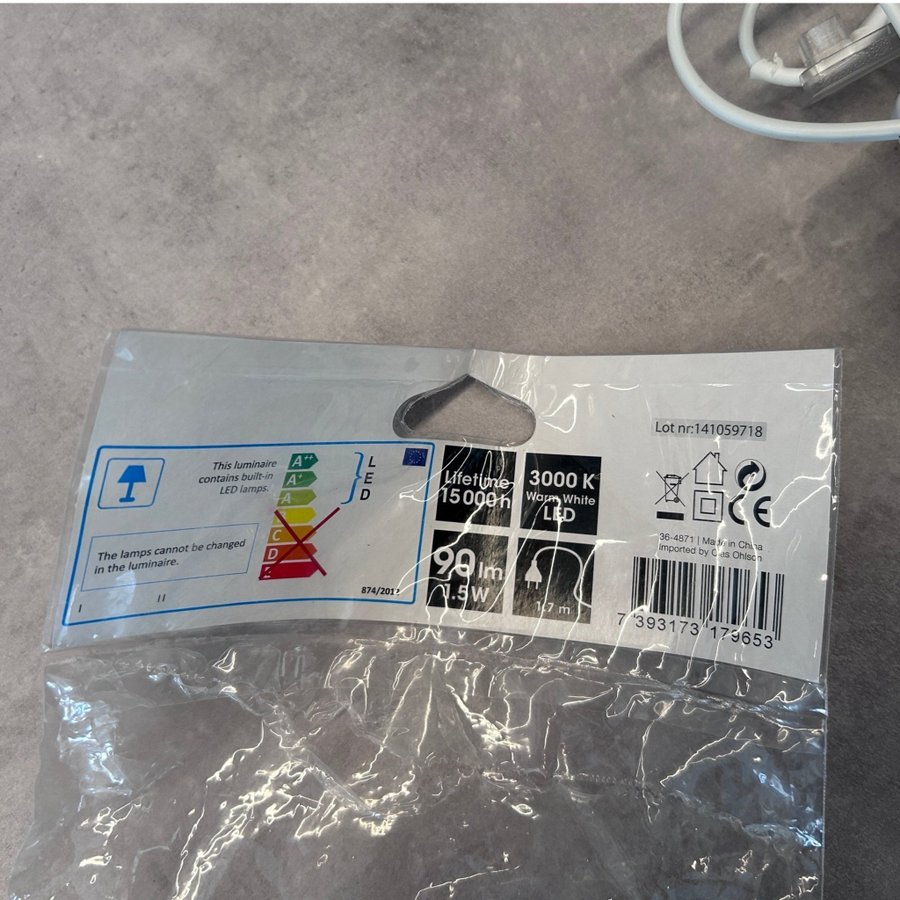 Lot nr:141059718
This luminaire
contains built-in
LED lamps.
A++
A+
A
C
D
E
L
E
D
The lamps cannot be changed
in the luminaire.
874/2012
Lifetime
15 000 h
3000 K
Warm White
LED
90 lm
1.5W
1.7 m
CE
36-4871 | Made in China
Imported by Clas Ohlson
7 393173 179653